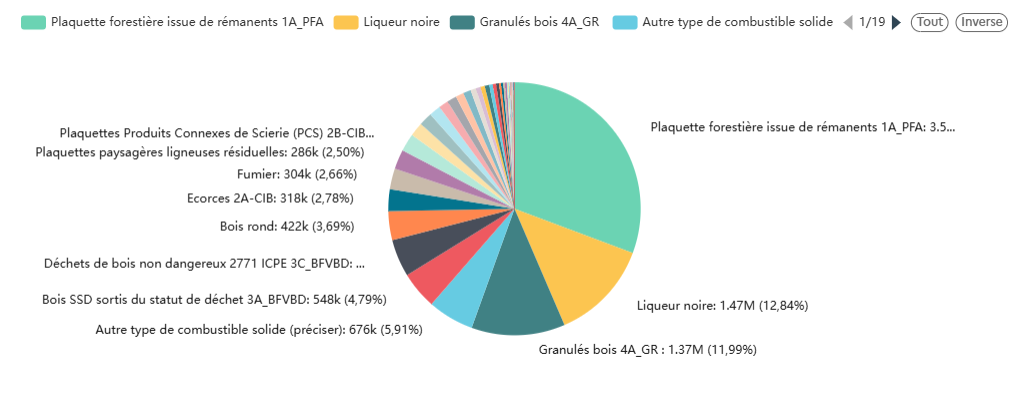 Plaquette forestière issue de rémanents 1A_PFA Liqueur noire Granulés bois 4A_GR Autre type de combustible solide 1/19 Tout Inverse
Plaquette forestière issue de rémanents 1A_PFA: 3.5...
Plaquettes Produits Connexes de Scierie (PCS) 2B-CIB...
Plaquettes paysagères ligneuses résiduelles: 286k (2,50%)
Fumier: 304k (2,66%)
Ecorces 2A-CIB: 318k (2,78%)
Bois rond: 422k (3,69%)
Déchets de bois non dangereux 2771 ICPE 3C_BFVBD: ...
Bois SSD sortis du statut de déchet 3A_BFVBD: 548k (4,79%)
Liqueur noire: 1.47M (12,84%)
Autre type de combustible solide (préciser): 676k (5,91%)
Granulés bois 4A_GR : 1.37M (11,99%)